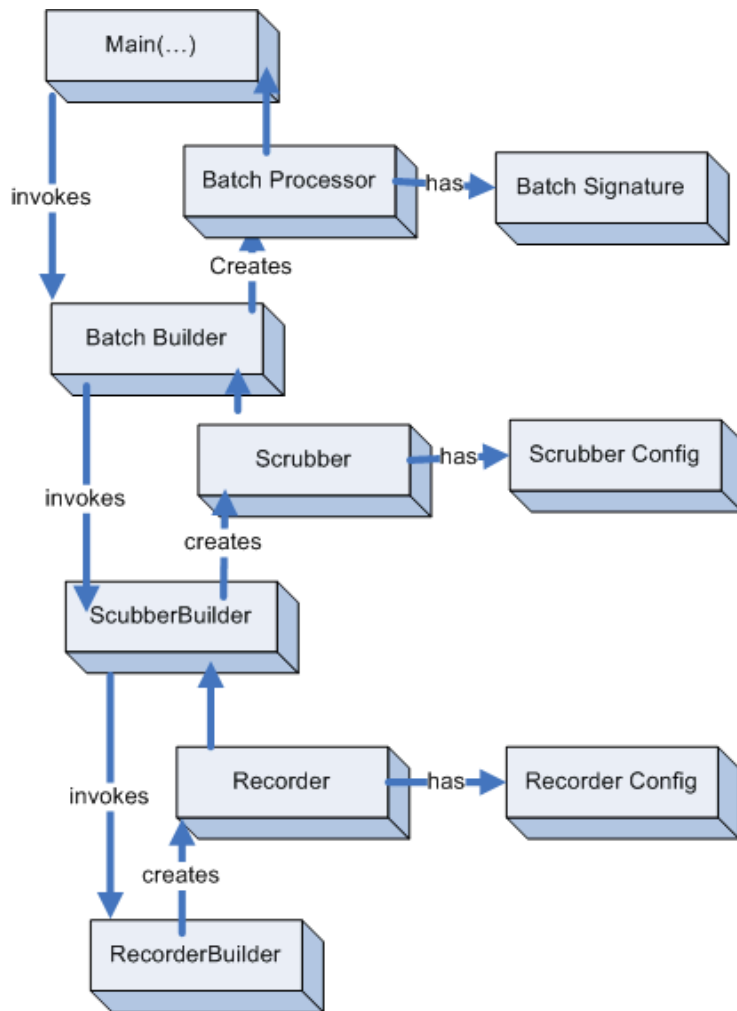 Main(…)
Batch Processor
has
Batch Signature
invokes
Creates
Batch Builder
Scrubber
has
Scrubber Config
invokes
creates
ScubberBuilder
Recorder
has
Recorder Config
invokes
creates
RecorderBuilder